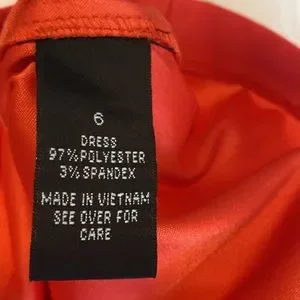 6
DRESS
97%POLYESTER
3%SPANDEX
MADE IN VIETNAM
SEE OVER FOR
CARE